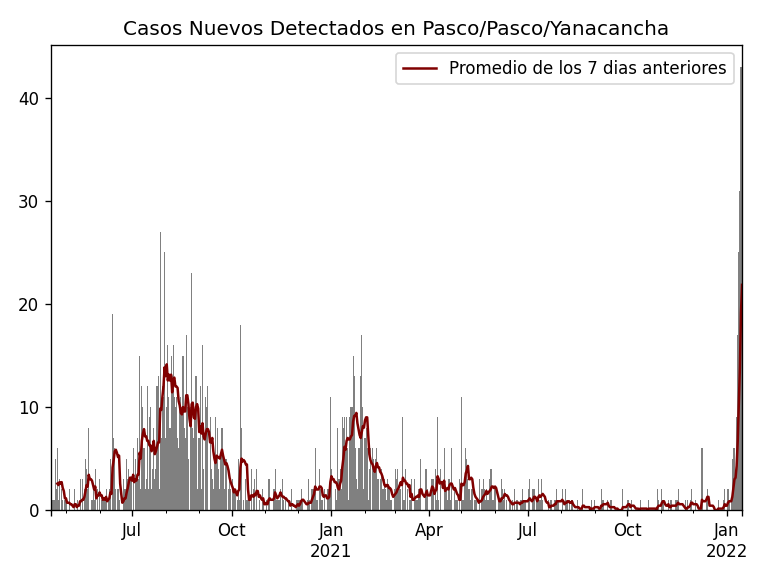 Casos Nuevos Detectados en Pasco/Pasco/Yanacancha
Promedio de los 7 dias anteriores
40
30
20
10
0
Jul Oct Jan Apr Jul Oct Jan
2021 2022